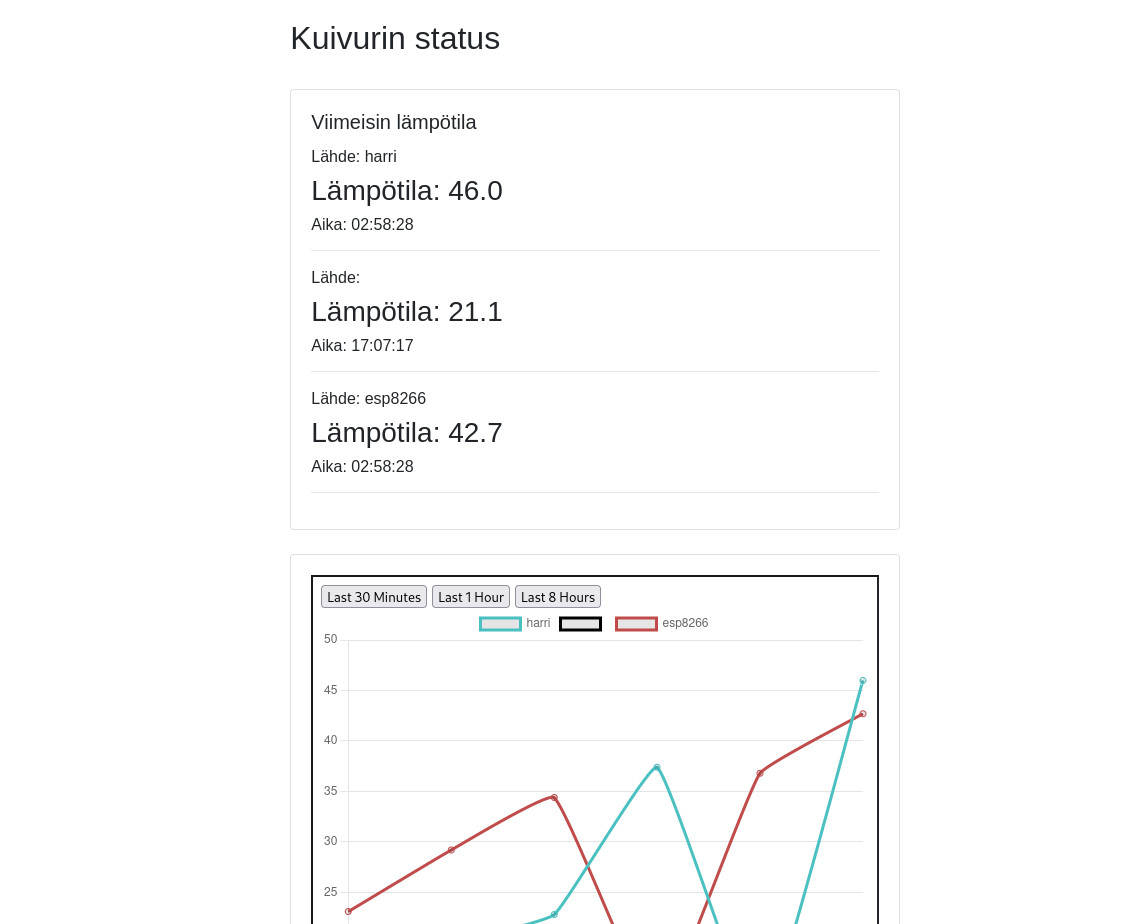 Kuivurin status
Viimeisin lämpötila
Lähde: harri
Lämpötila: 46.0
Aika: 02:58:28
Lähde:
Lämpötila: 21.1
Aika: 17:07:17
Lähde: esp8266
Lämpötila: 42.7
Aika: 02:58:28
Last 30 Minutes Last 1 Hour Last 8 Hours
harri esp8266
50
45
40
35
30
25